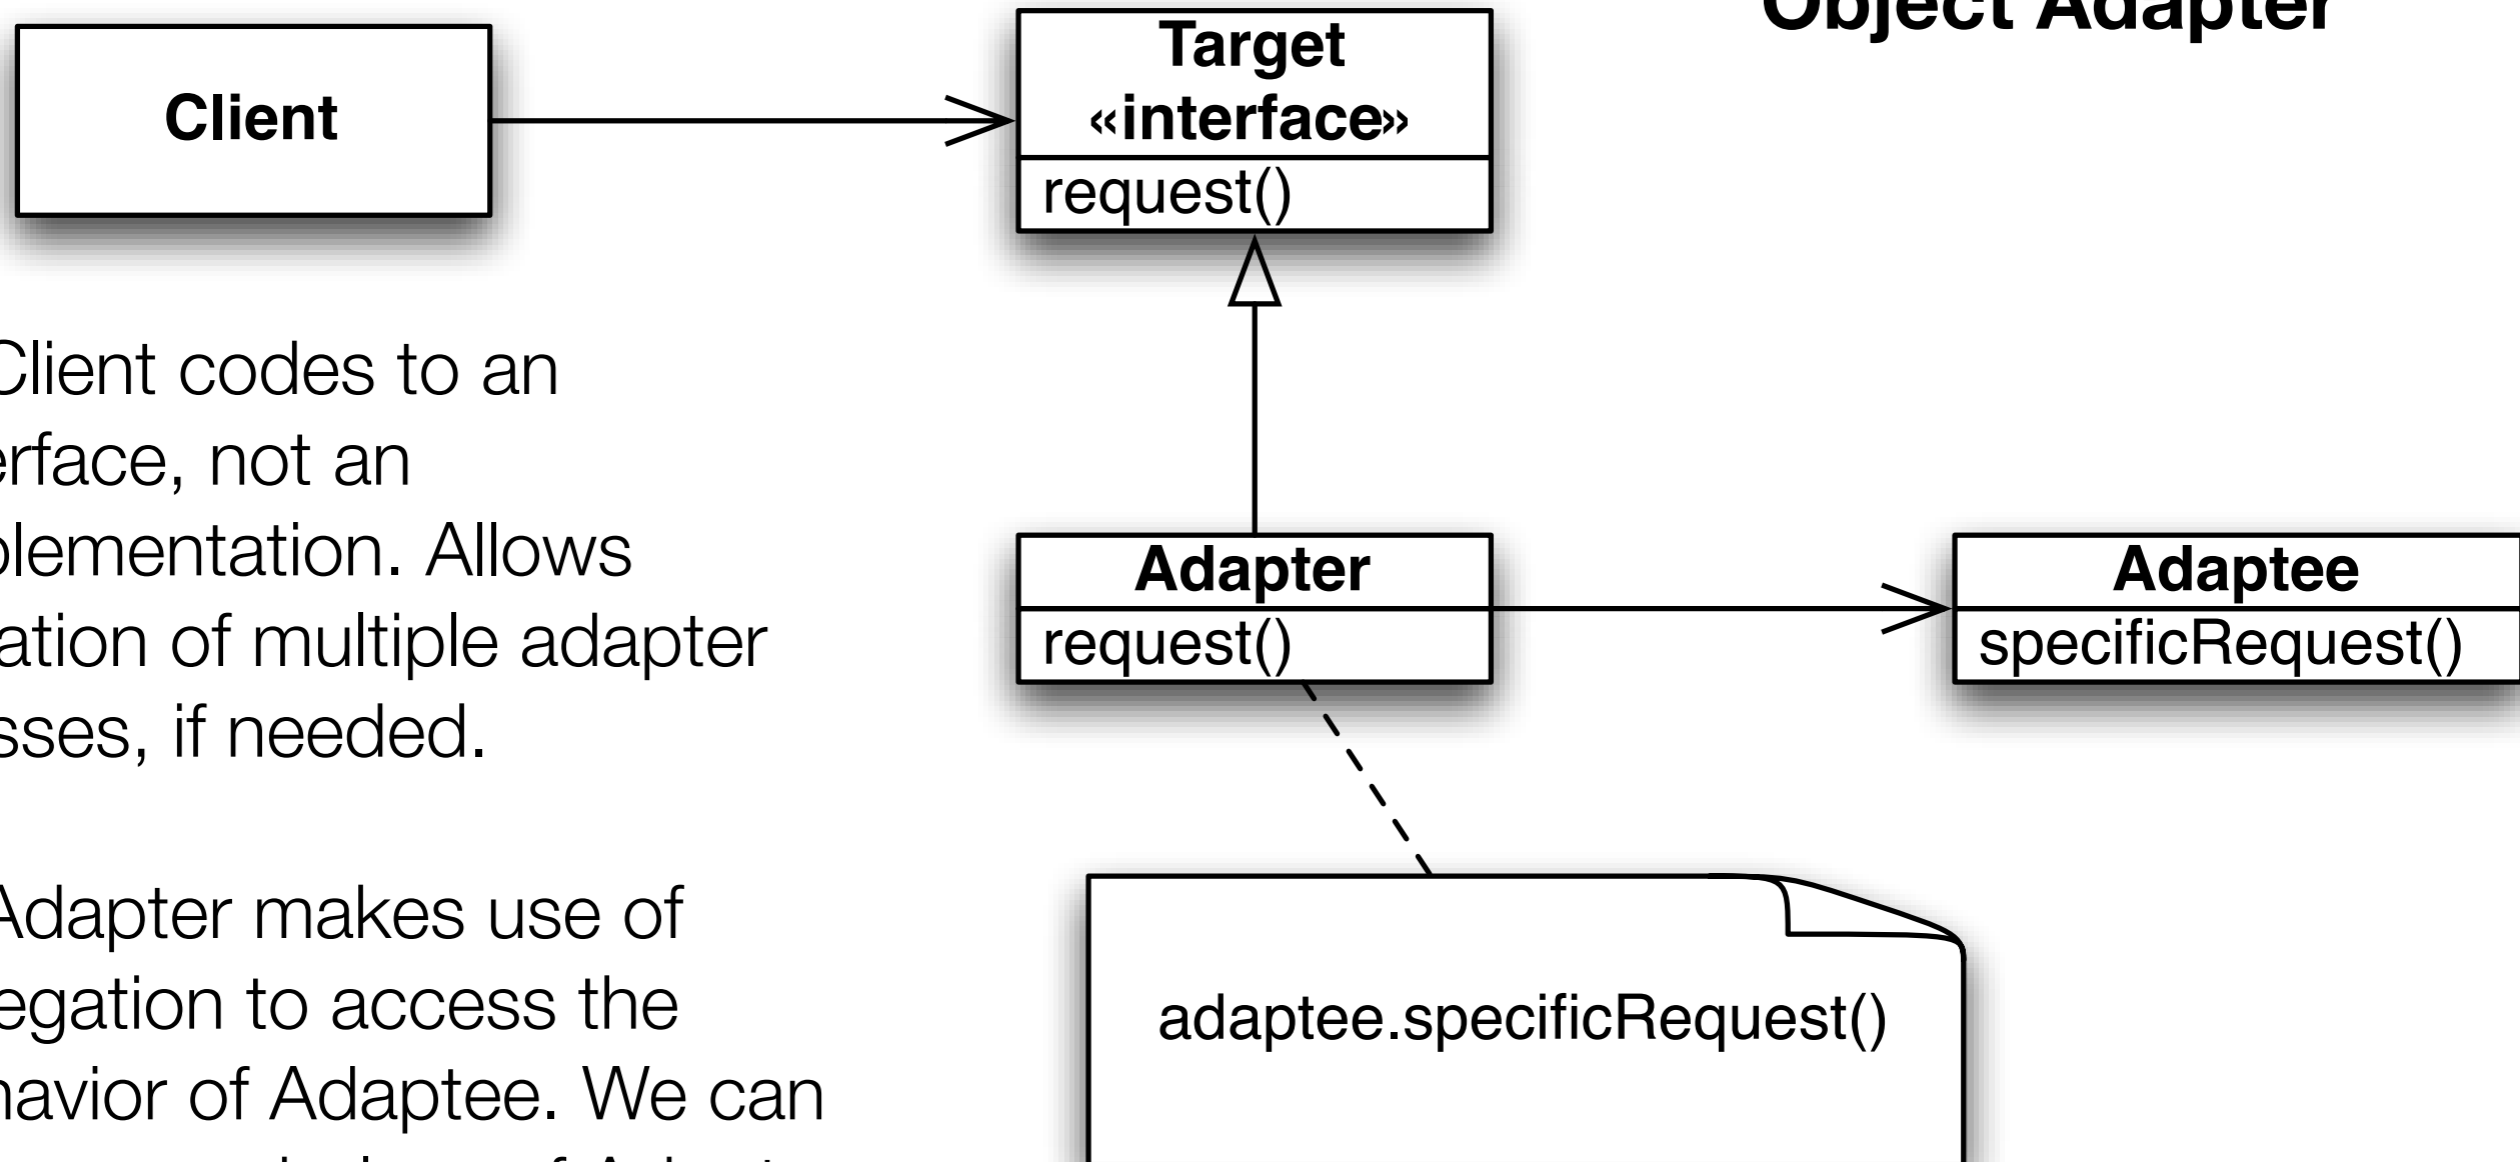 Object Adapter
Client
Target
«interface»
request()
Client codes to an
erface, not an
plementation. Allows
ation of multiple adapter
sses, if needed.
Adapter
request()
Adaptee
specificRequest()
Adapter makes use of
egation to access the
havior of Adaptee. We can
adaptee.specificRequest()